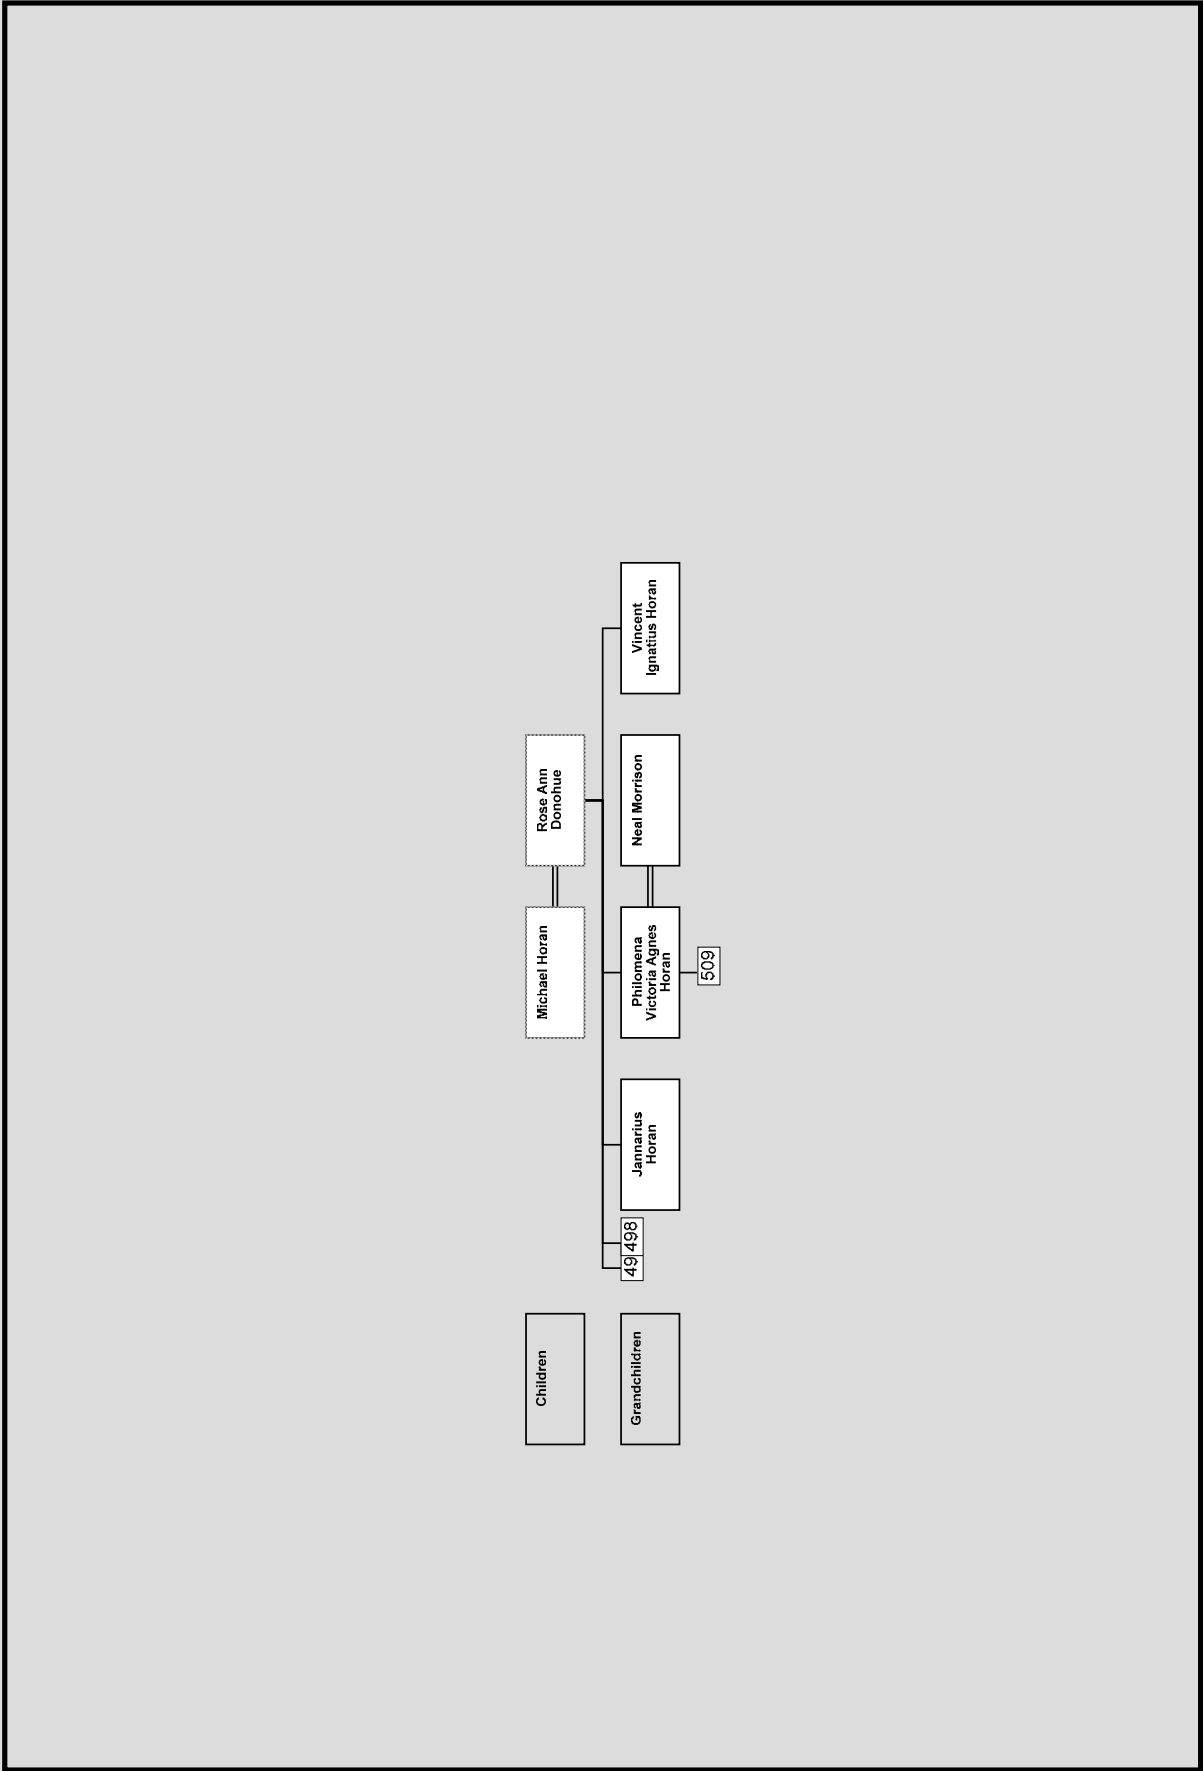 Children
Michael Horan
Rose Ann
Donohue
Grandchildren
49
498
Jannarius
Horan
Philomena
Victoria Agnes
Horan
Neal Morrison
Vincent
Ignatius Horan
509